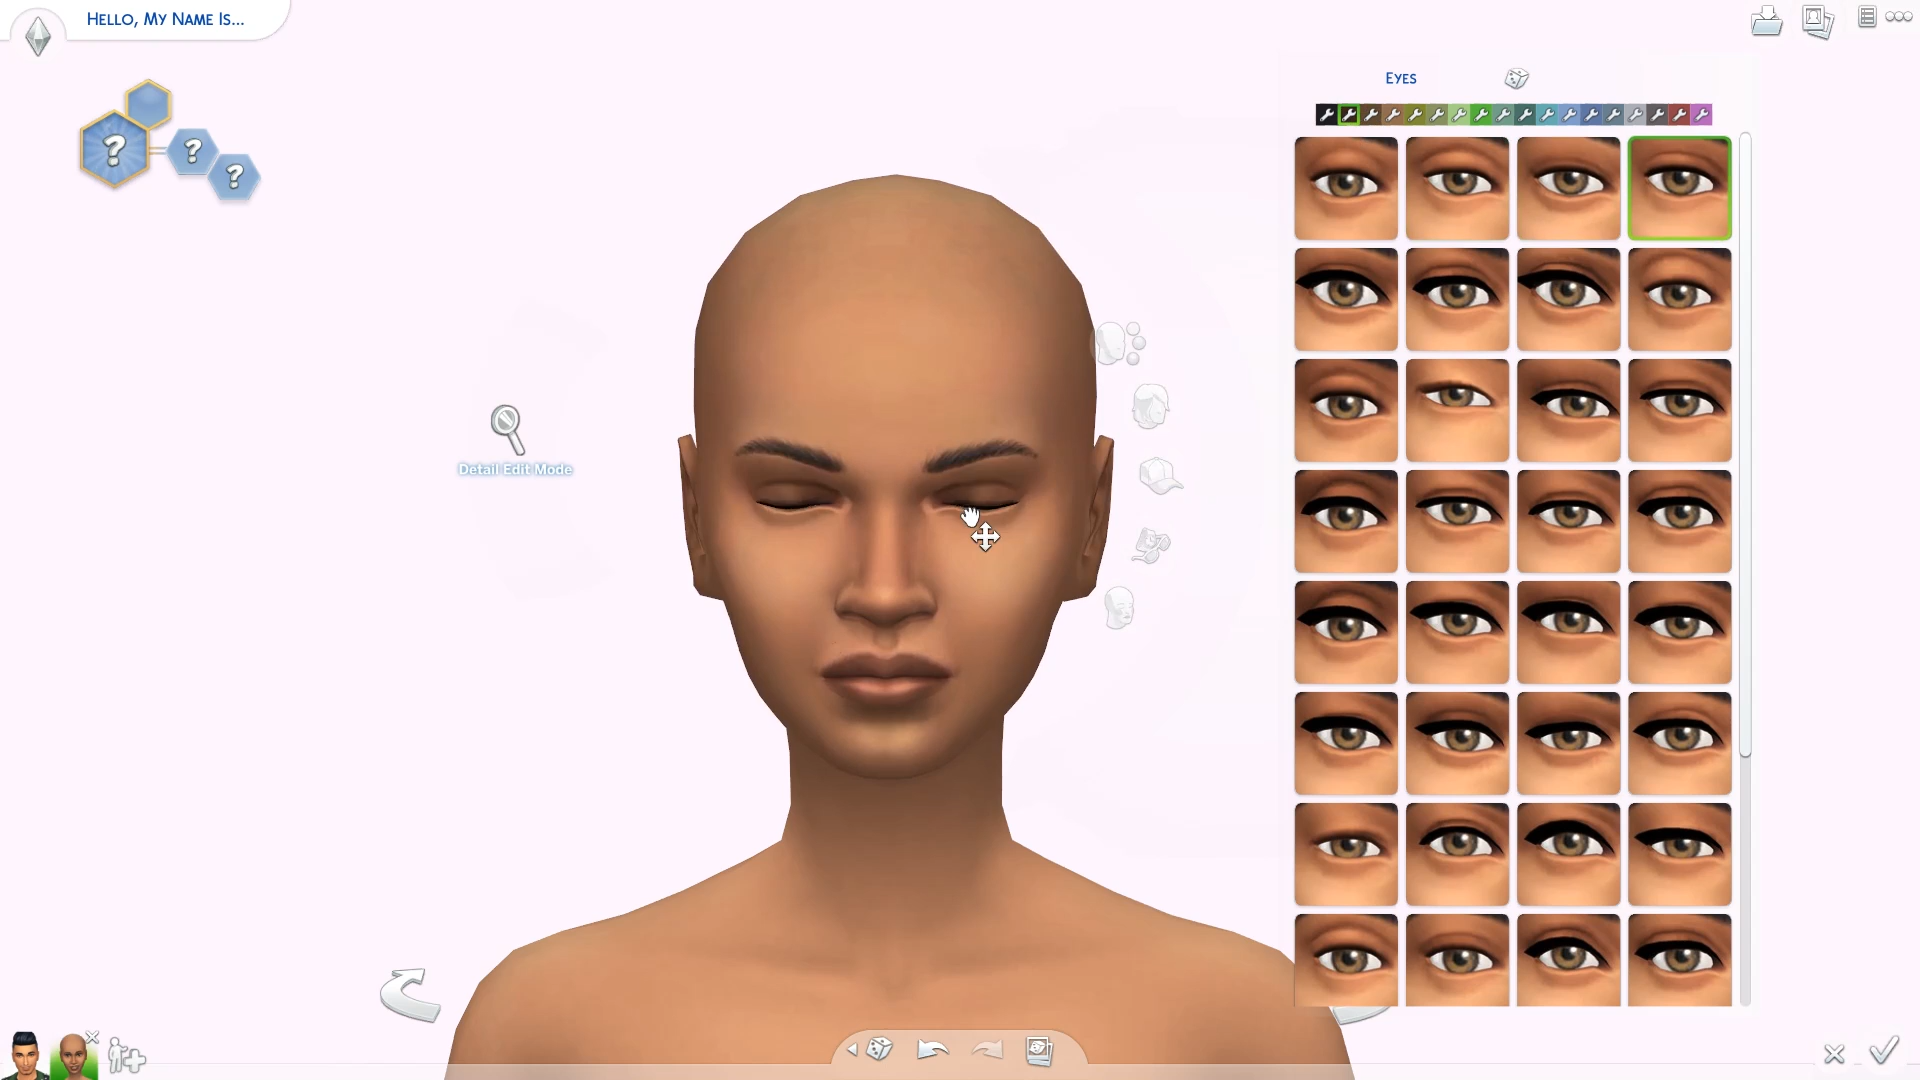 Hello, My Name Is...
Eyes
?
?
?
Detail Edit Mode